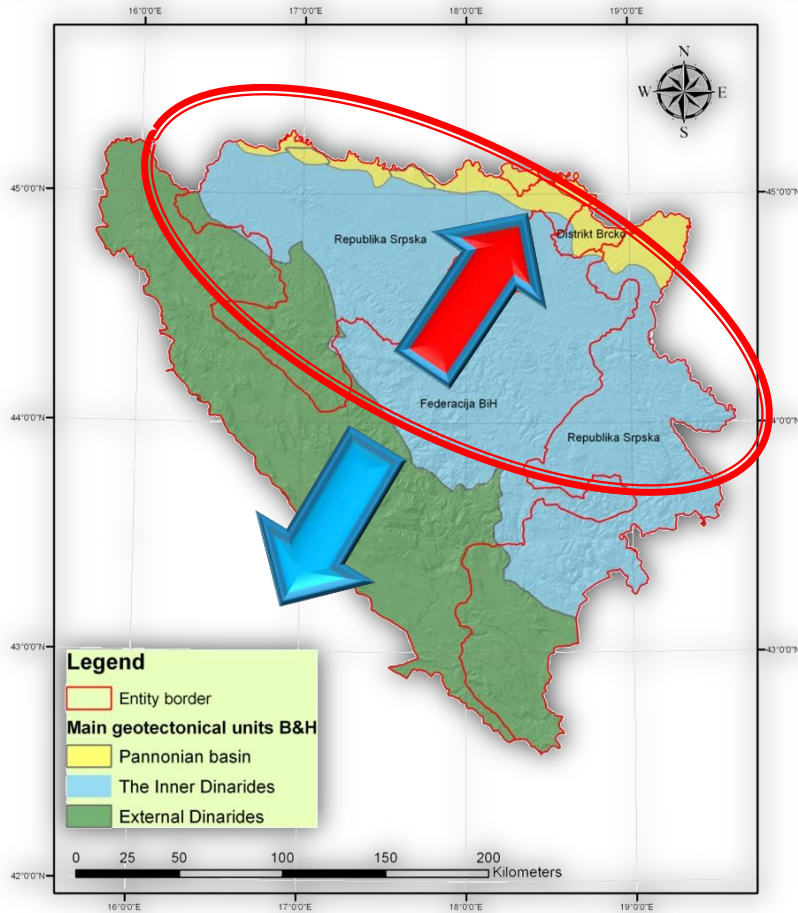 16°0'0"E 17°0'0"E 18°0'0"E 19°0'0"E
N
W E
S
45°0'0"N 45°0'0"N
Republika Srpska
Distrikt Brcko
Federacija BiH
44°0'0"N 4°0'0"N
Republika Srpska
43°0'0"N 43°0'0"N
Legend
Entity border
Main geotectonical units B&H
Pannonian basin
The Inner Dinarides
External Dinarides
0 25 50 100 150 200
Kilometers
42°0'0"N
16°0'0"E 17°0'0"E 18°0'0"E 19°0'0"E